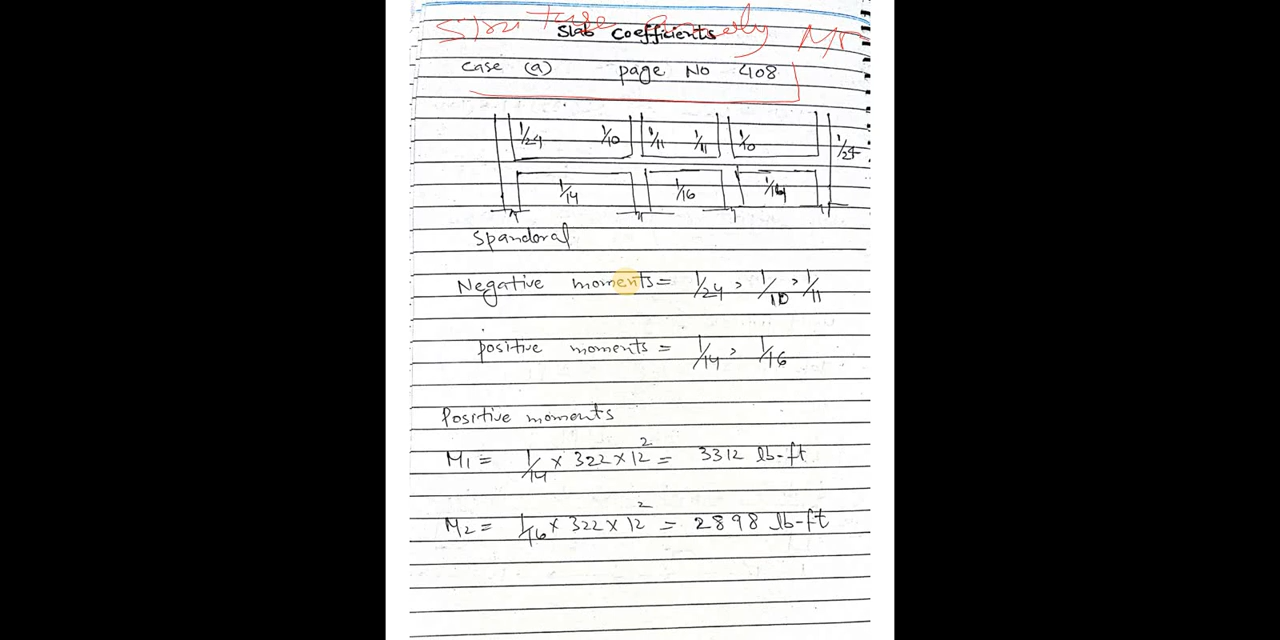 Slab Coefficients
case (a) page No 408
1/24 1/10 1/11 1/11 1/10 1/24
1/14 1/16 1/14
Spandoral
Negative moments = 1/24, 1/10, 1/11
positive moments = 1/14, 1/16
Positive moments
M1 = 1/14 × 322 × 12² = 3312 lb-ft
M2 = 1/16 × 322 × 12² = 2898 lb-ft